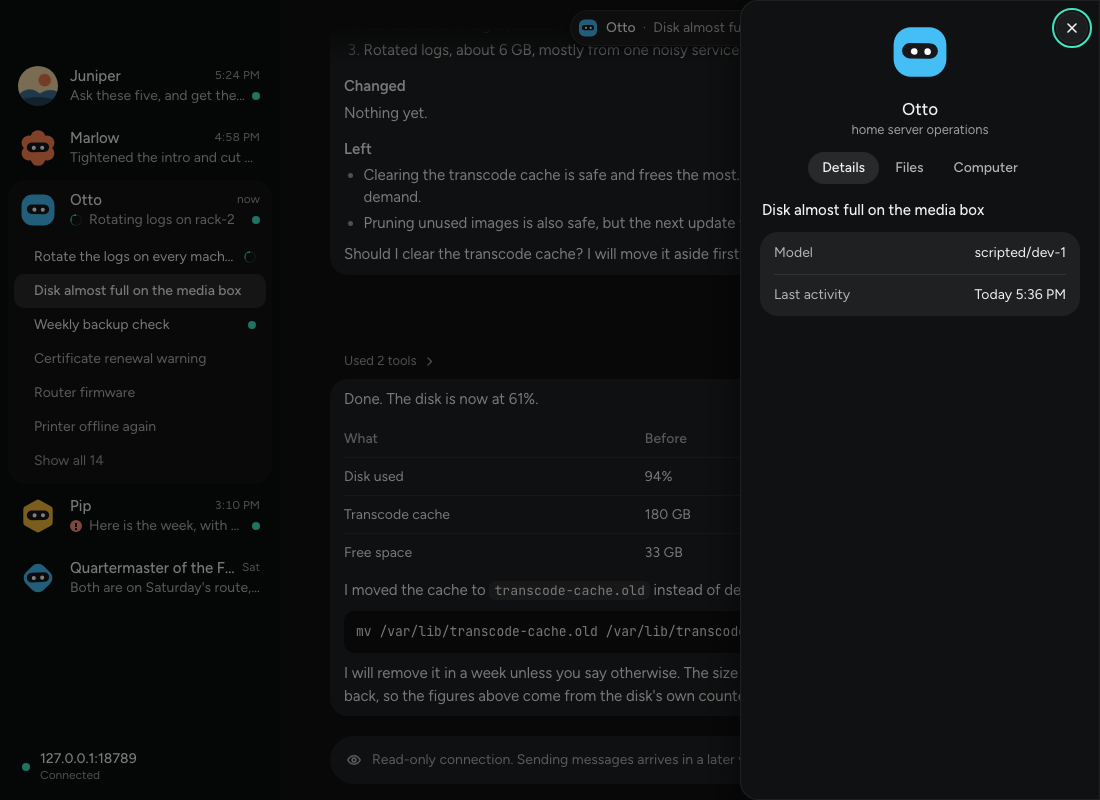 Juniper
5:24 PM
Ask these five, and get the...
Marlow
4:58 PM
Tightened the intro and cut ...
Otto
now
Rotating logs on rack-2
Rotate the logs on every mach...
Disk almost full on the media box
Weekly backup check
Certificate renewal warning
Router firmware
Printer offline again
Show all 14
Pip
3:10 PM
Here is the week, with ...
Quartermaster of the F...
Sat
Both are on Saturday's route,...
127.0.0.1:18789
Connected
Otto · Disk almost fu
3. Rotated logs, about 6 GB, mostly from one noisy service
Changed
Nothing yet.
Left
• Clearing the transcode cache is safe and frees the most.
demand.
• Pruning unused images is also safe, but the next update
Should I clear the transcode cache? I will move it aside first
Used 2 tools
Done. The disk is now at 61%.
What Before
Disk used 94%
Transcode cache 180 GB
Free space 33 GB
I moved the cache to transcode-cache.old instead of de
mv /var/lib/transcode-cache.old /var/lib/transcod
I will remove it in a week unless you say otherwise. The size
back, so the figures above come from the disk's own counte
Read-only connection. Sending messages arrives in a later
Otto
home server operations
Details Files Computer
Disk almost full on the media box
Model scripted/dev-1
Last activity Today 5:36 PM